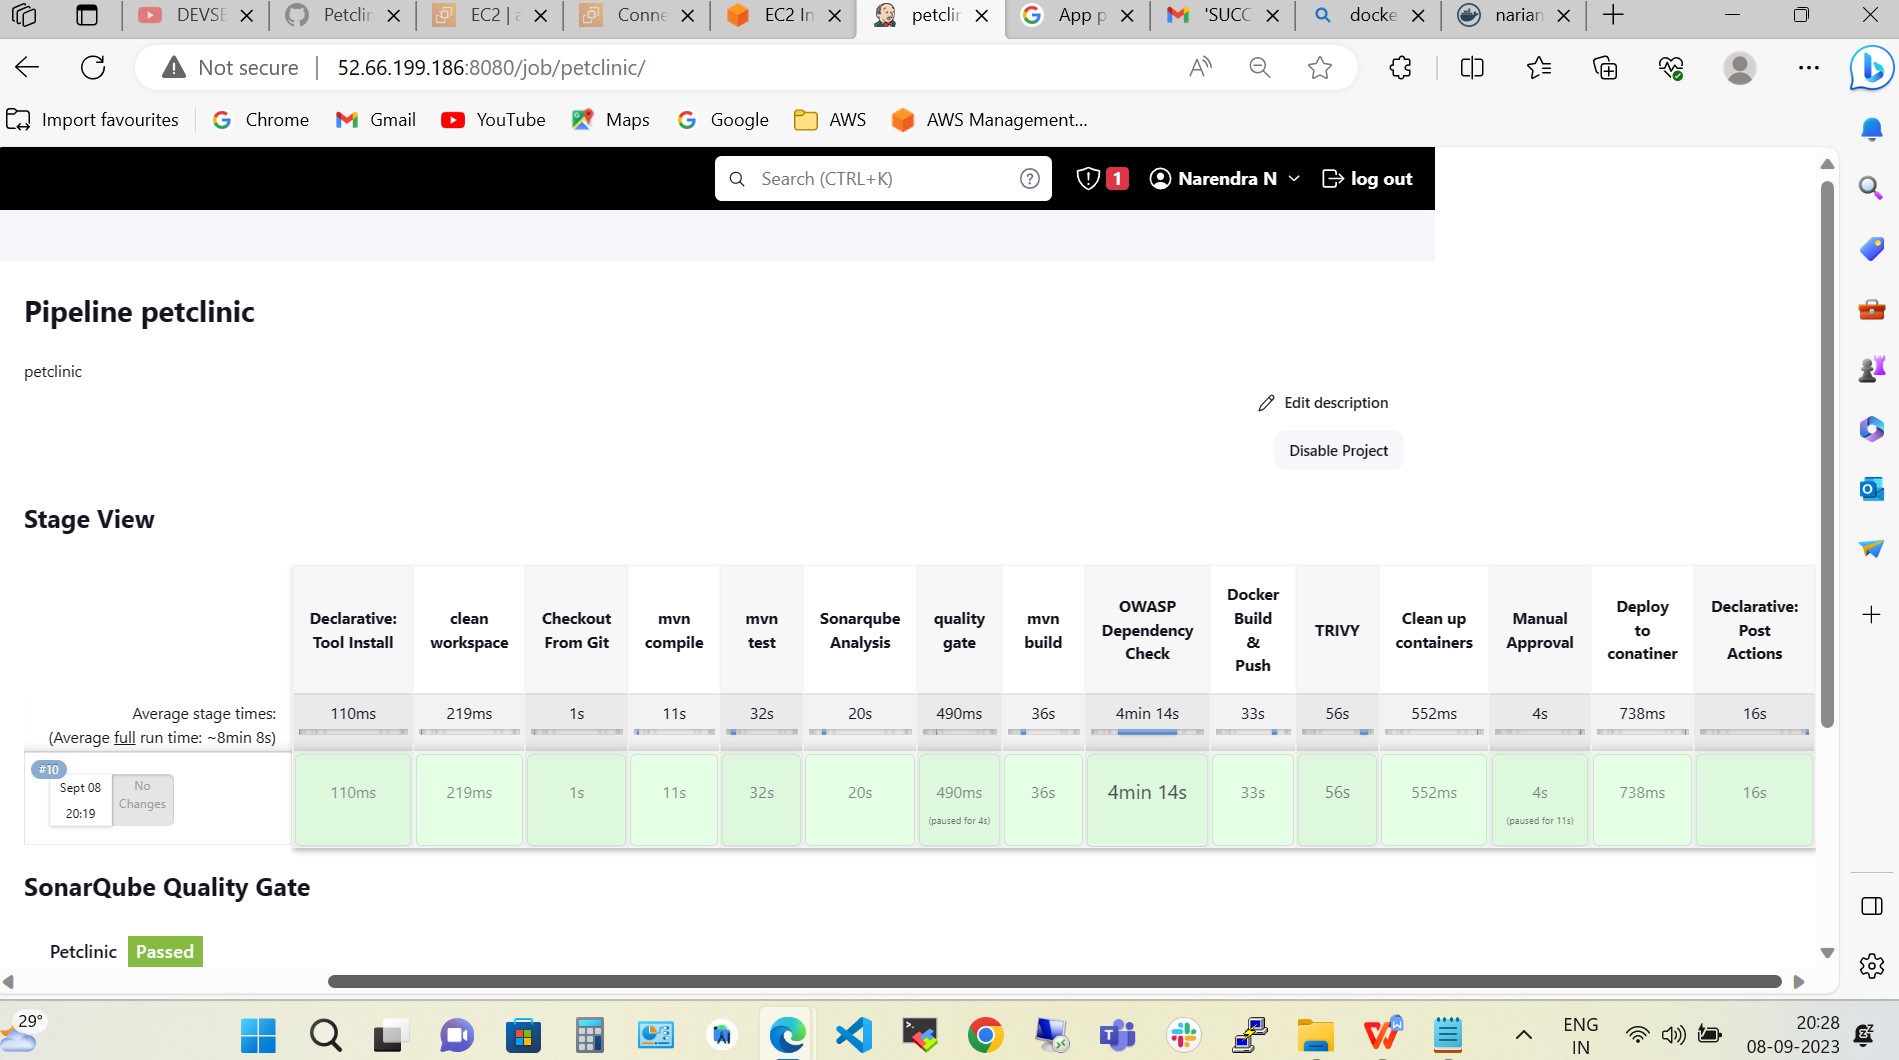 DEVSE
Petclin
EC2 | a
Conne
EC2 In
petclin
App p
'SUCC
docke
narian
Not secure
52.66.199.186:8080/job/petclinic/
Import favourites
Chrome
Gmail
YouTube
Maps
Google
AWS
AWS Management...
Search (CTRL+K)
1
Narendra N
log out
Pipeline petclinic
petclinic
Edit description
Disable Project
Stage View
Declarative: Tool Install
clean workspace
Checkout From Git
mvn compile
mvn test
Sonarqube Analysis
quality gate
mvn build
OWASP Dependency Check
Docker Build & Push
TRIVY
Clean up containers
Manual Approval
Deploy to conatiner
Declarative: Post Actions
Average stage times:
(Average full run time: ~8min 8s)
110ms 219ms 1s 11s 32s 20s 490ms 36s 4min 14s 33s 56s 552ms 4s 738ms 16s
#10
Sept 08
20:19
No Changes
110ms 219ms 1s 11s 32s 20s 490ms 36s 4min 14s 33s 56s 552ms 4s 738ms 16s
(paused for 4s) (paused for 11s)
SonarQube Quality Gate
Petclinic Passed
29°
ENG
IN
20:28
08-09-2023